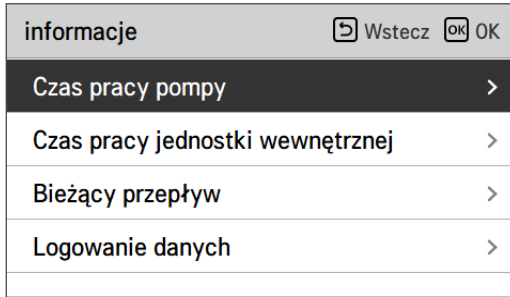 informacje Wstecz OK OK
Czas pracy pompy
Czas pracy jednostki wewnętrznej
Bieżący przepływ
Logowanie danych